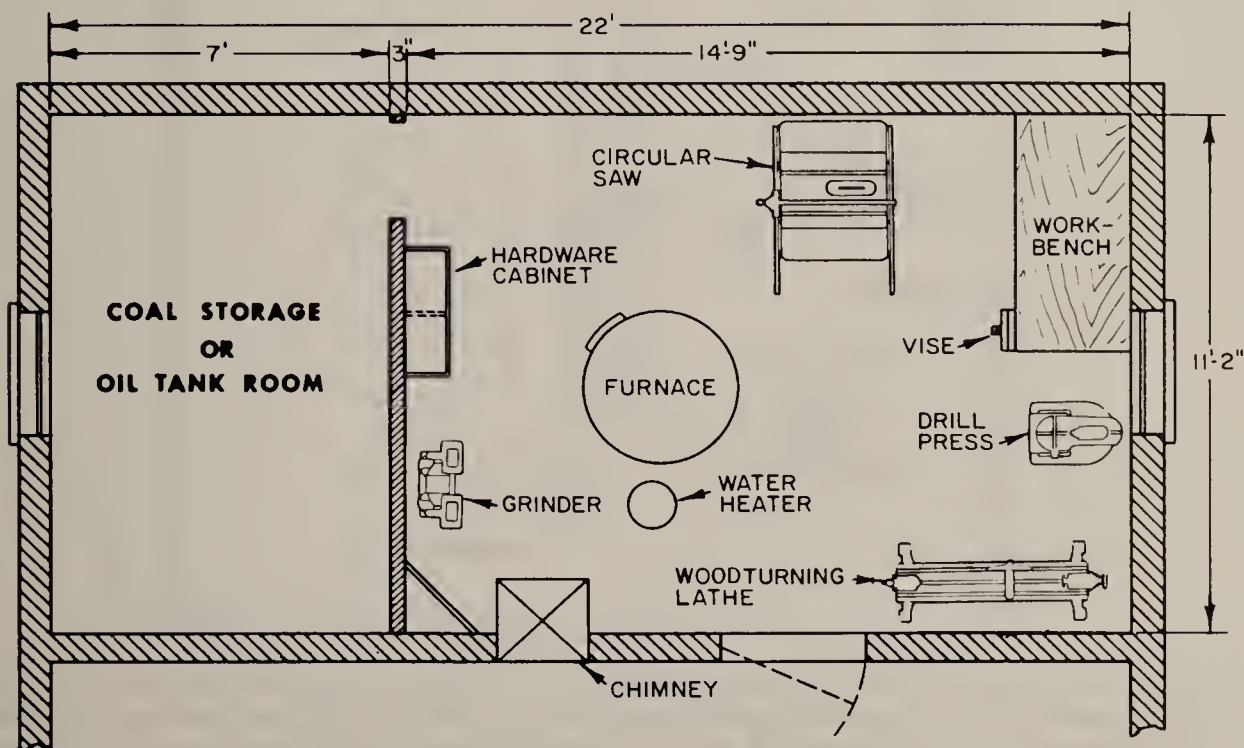 22'
7'
3"
14'-9"
CIRCULAR
SAW
WORK-
BENCH
HARDWARE
CABINET
COAL STORAGE
OR
OIL TANK ROOM
VISE
11'-2"
FURNACE
DRILL
PRESS
GRINDER
WATER
HEATER
WOODTURNING
LATHE
CHIMNEY